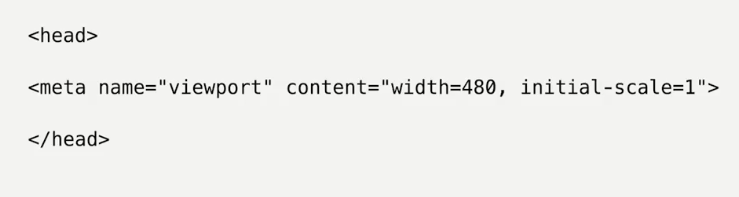 <head>
<meta name="viewport" content="width=480, initial-scale=1">
</head>